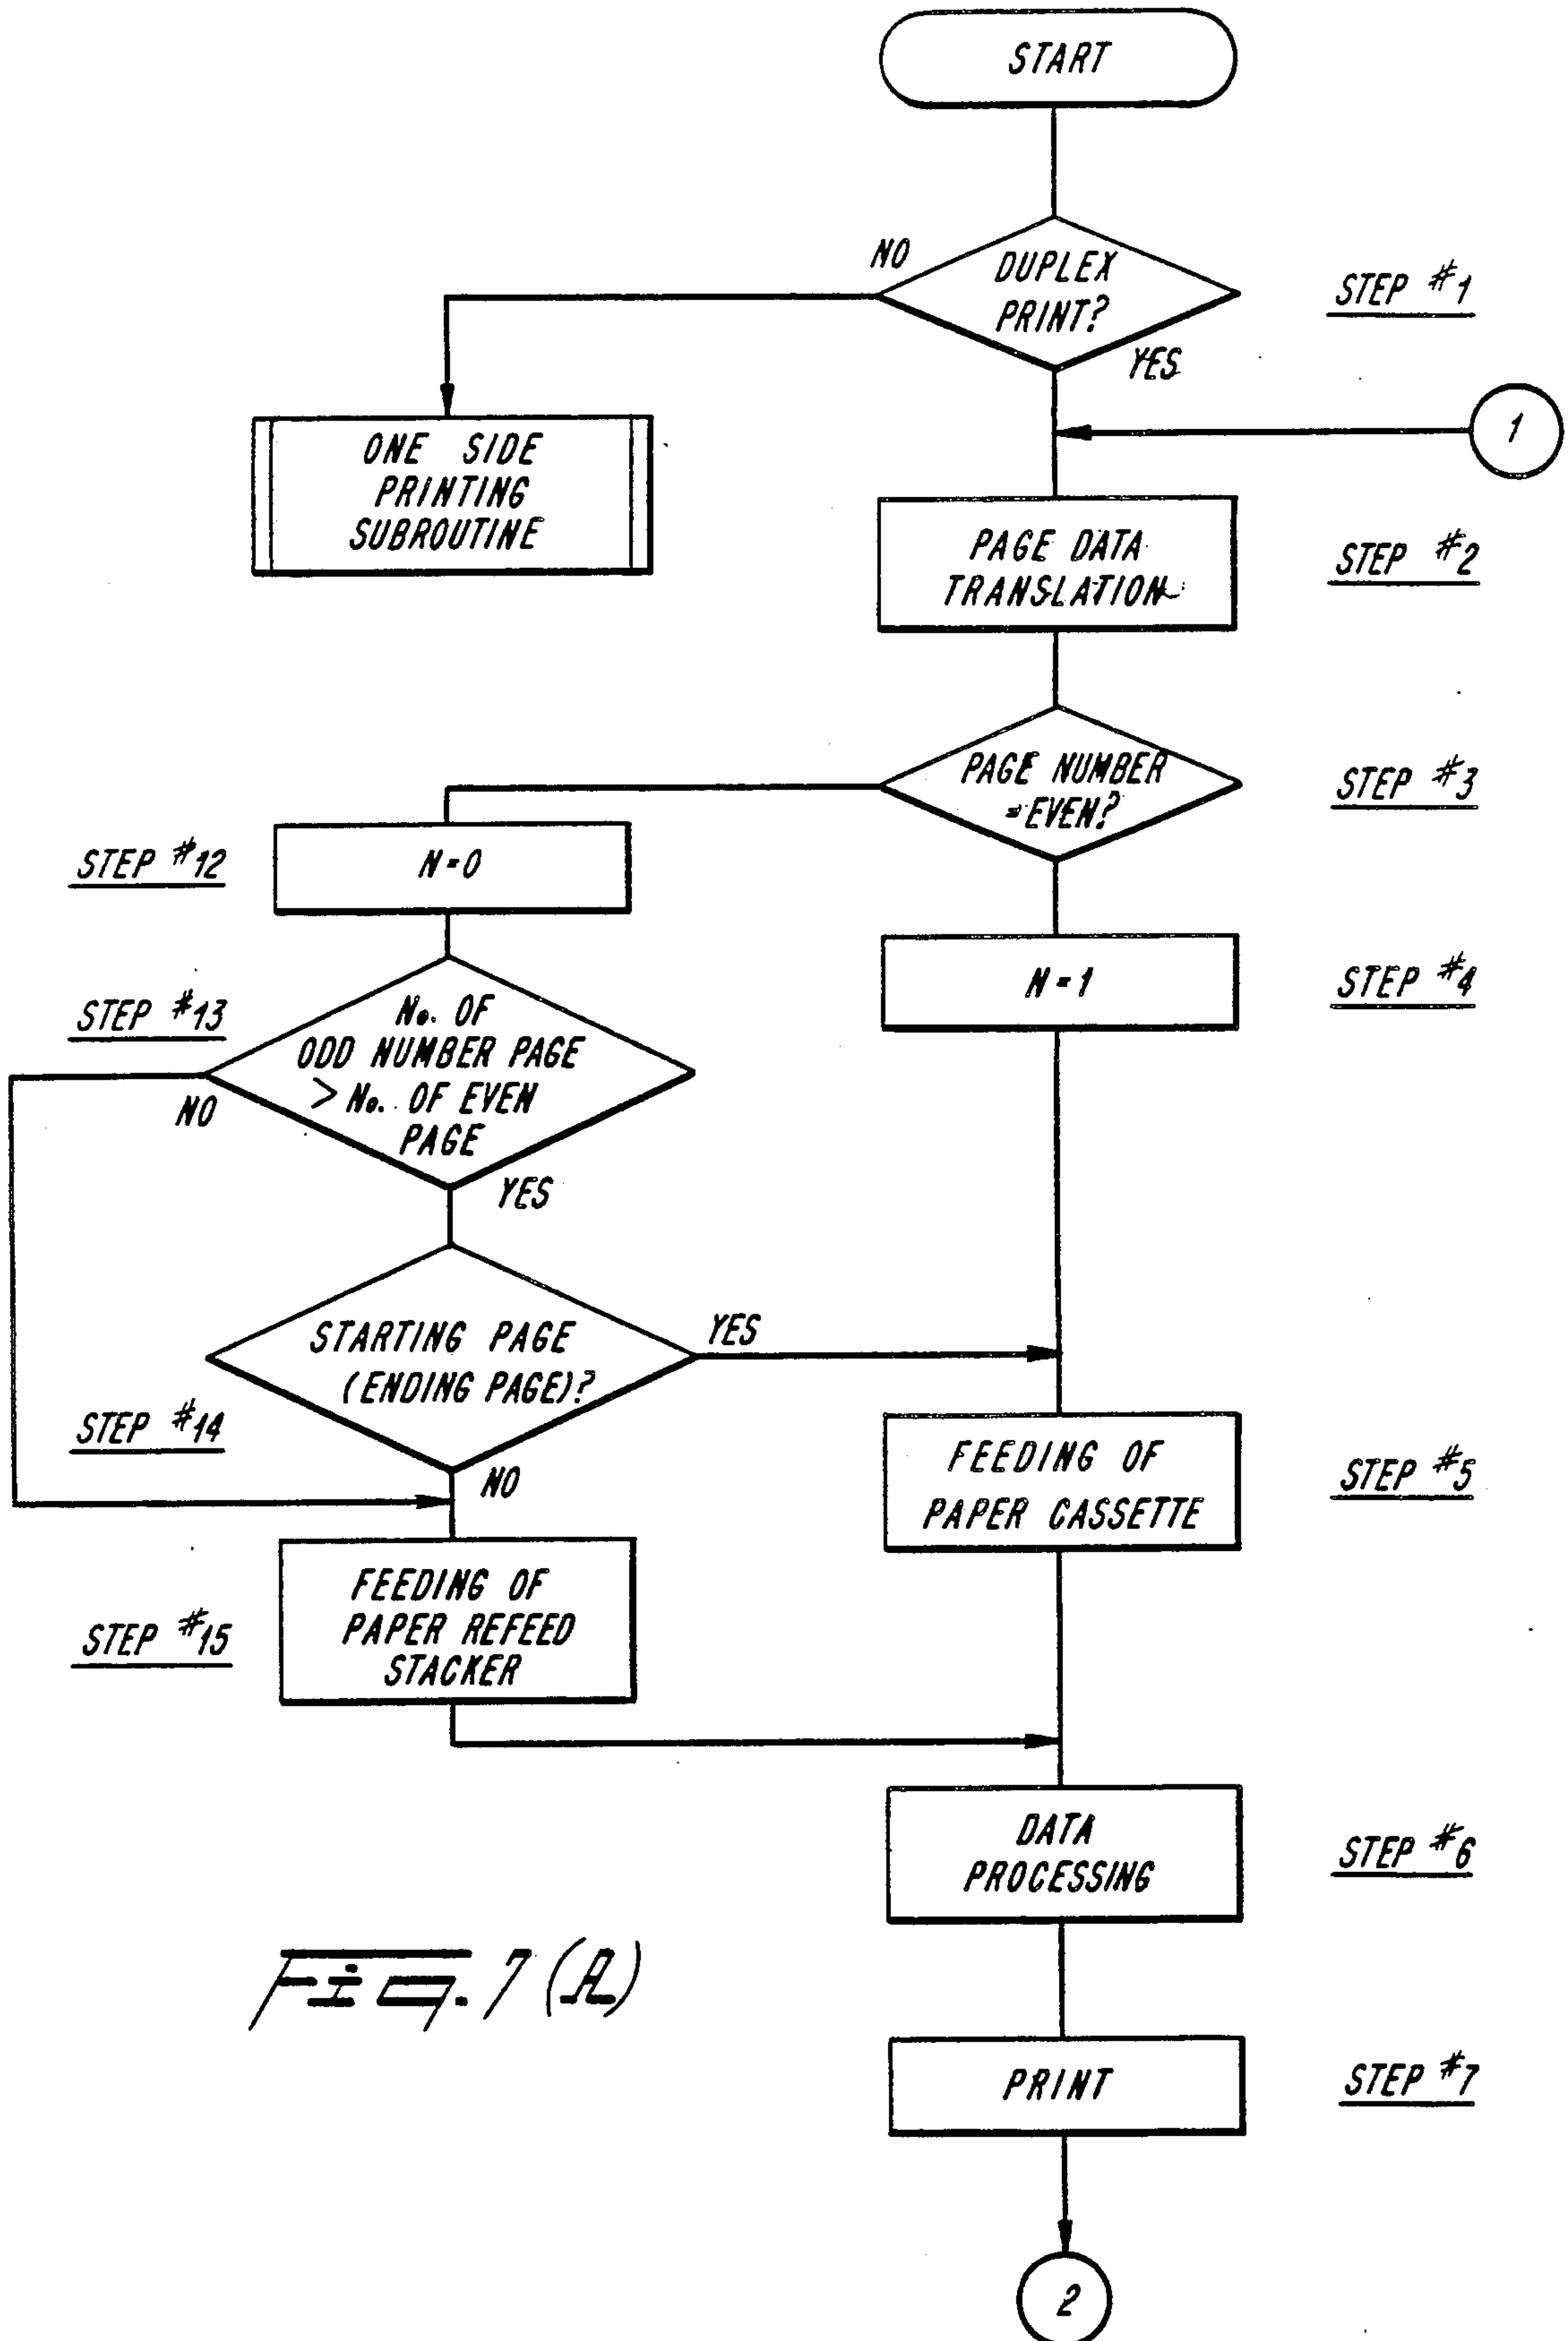 START
NO
DUPLEX
PRINT?
YES
STEP #1
1
ONE SIDE
PRINTING
SUBROUTINE
PAGE DATA
TRANSLATION
STEP #2
PAGE NUMBER
=EVEN?
STEP #3
STEP #12
N=0
N=1
STEP #4
STEP #13
No. OF
ODD NUMBER PAGE
> No. OF EVEN
PAGE
NO
YES
STARTING PAGE
(ENDING PAGE)?
YES
STEP #14
NO
FEEDING OF
PAPER CASSETTE
STEP #5
FEEDING OF
PAPER REFEED
STACKER
STEP #15
DATA
PROCESSING
STEP #6
Fig. 7 (A)
PRINT
STEP #7
2